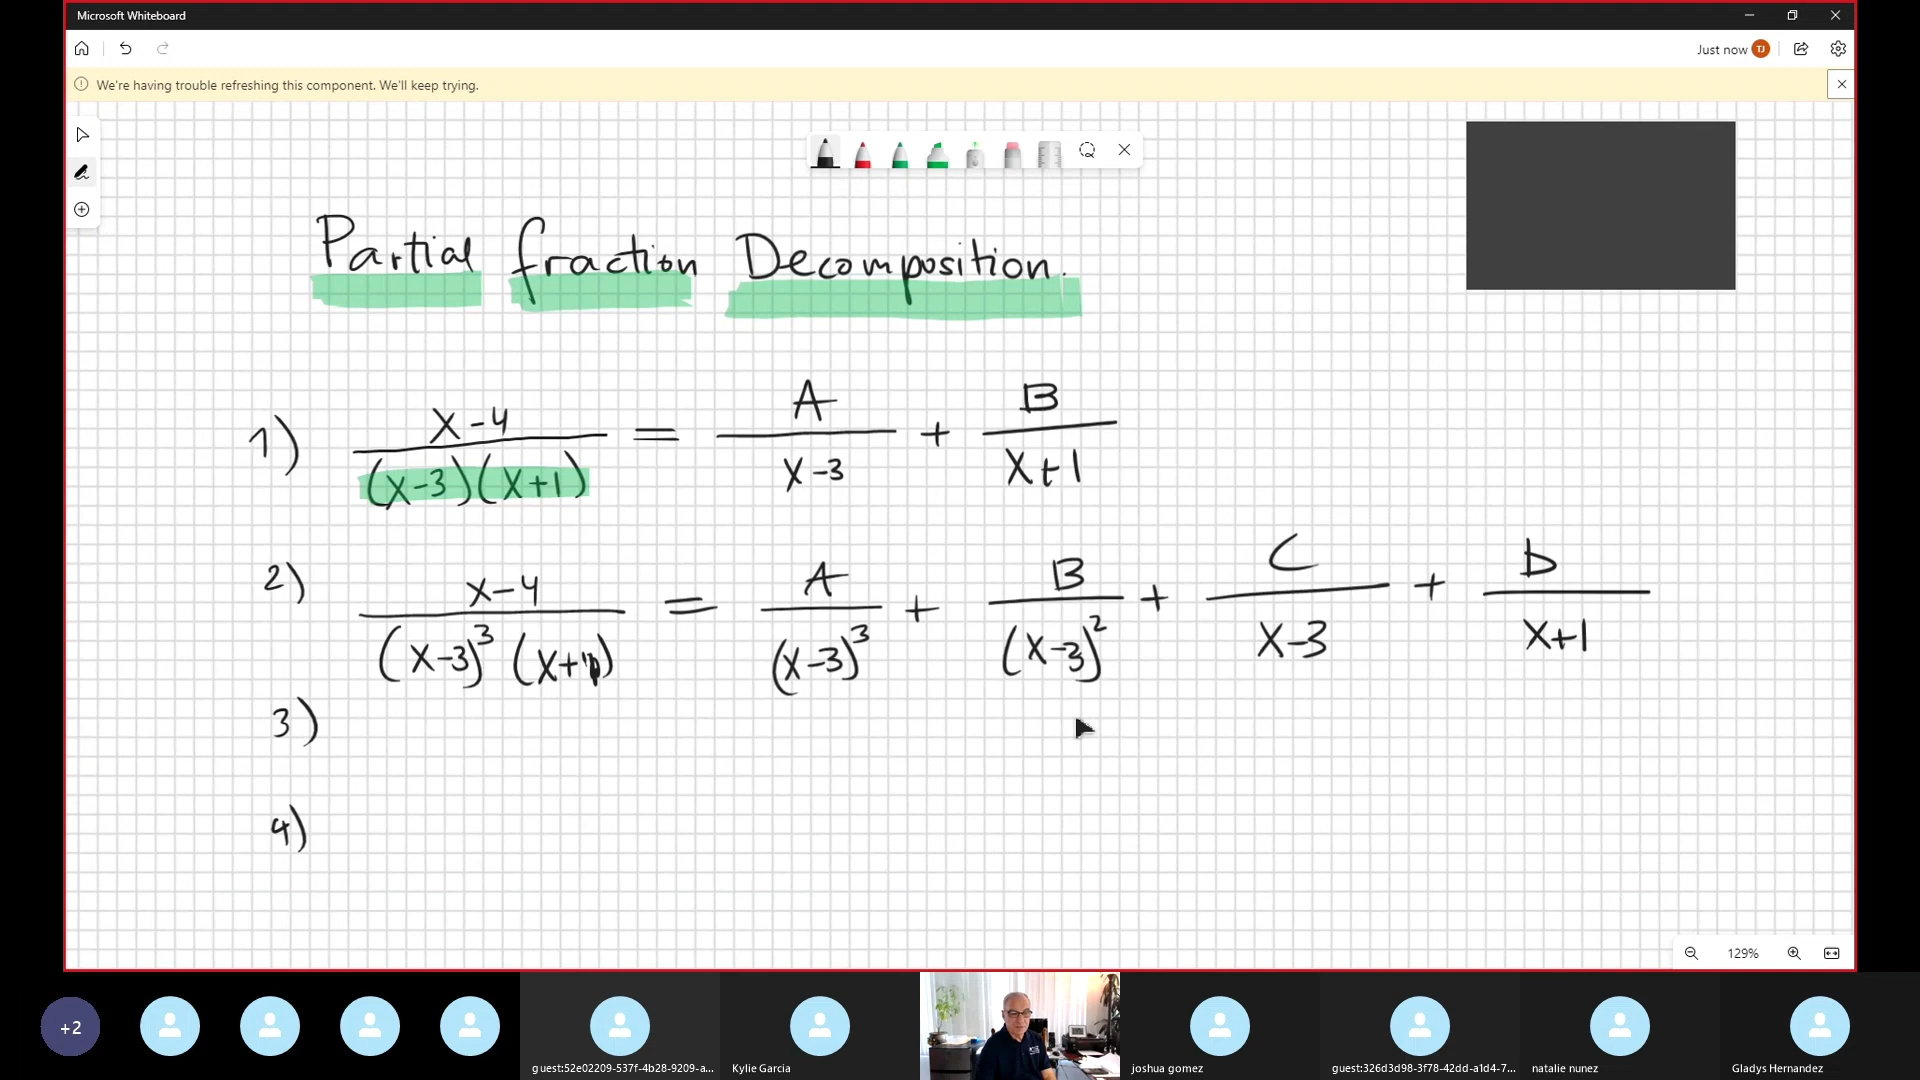 Microsoft Whiteboard
Just now TJ
We're having trouble refreshing this component. We'll keep trying.
Partial fraction Decomposition.
1) x-4 / (x-3)(x+1) = A / x-3 + B / x+1
2) x-4 / (x-3)^3 (x+1) = A / (x-3)^3 + B / (x-3)^2 + C / x-3 + D / x+1
3)
4)
129%
+2
guest:52e02209-537f-4b28-9209-a...
Kylie Garcia
joshua gomez
guest:326d3d98-3f78-42dd-a1d4-7...
natalie nunez
Gladys Hernandez